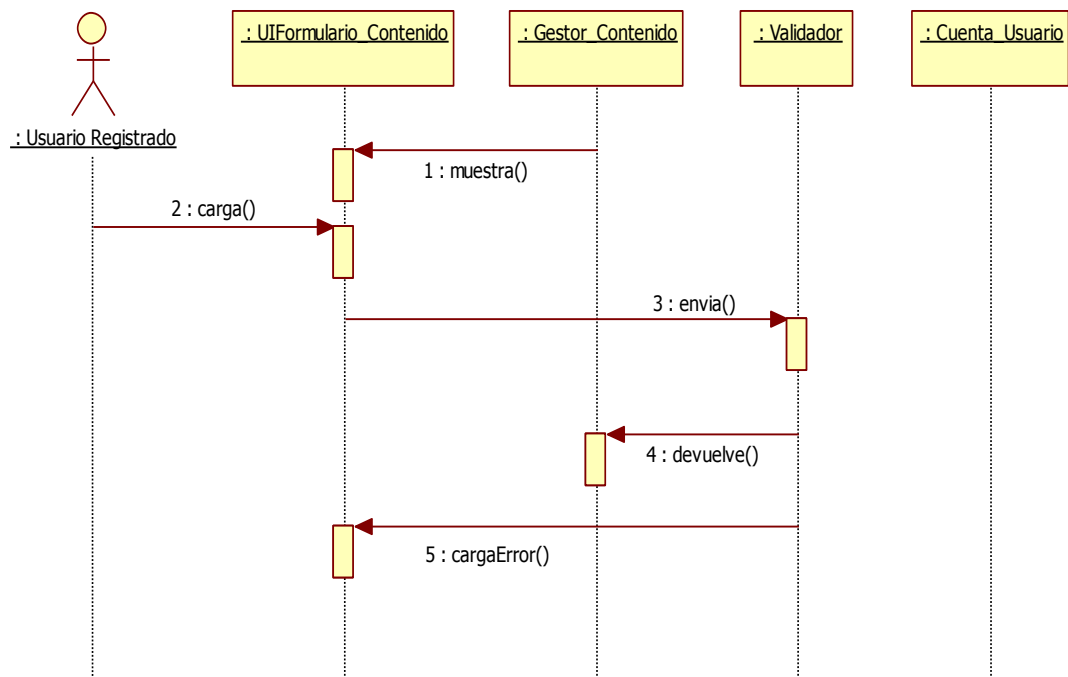 : UIFormulario_Contenido
: Gestor_Contenido
: Validador
: Cuenta_Usuario
: Usuario Registrado
1 : muestra()
2 : carga()
3 : envia()
4 : devuelve()
5 : cargaError()